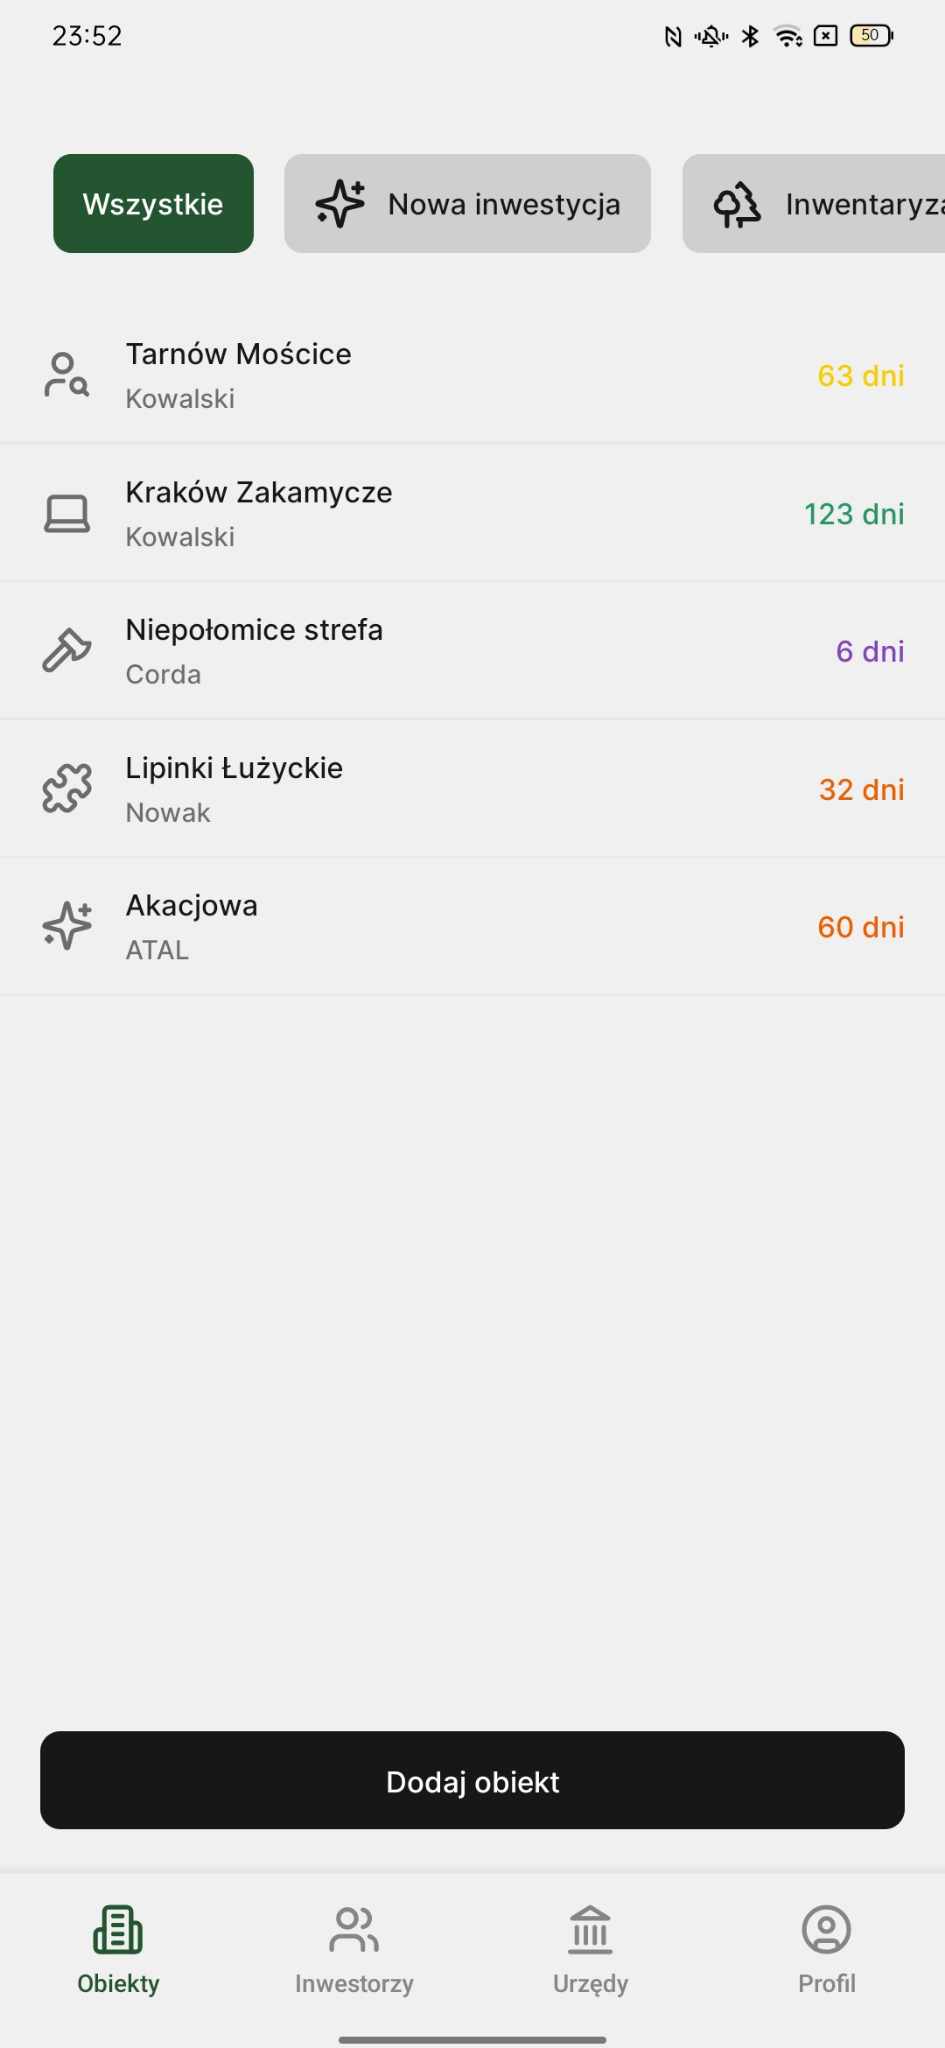 23:52
50
Wszystkie
Nowa inwestycja
Inwentaryza
Tarnów Mościce
Kowalski
63 dni
Kraków Zakamycze
Kowalski
123 dni
Niepołomice strefa
Corda
6 dni
Lipinki Łużyckie
Nowak
32 dni
Akacjowa
ATAL
60 dni
Dodaj obiekt
Obiekty
Inwestorzy
Urzędy
Profil